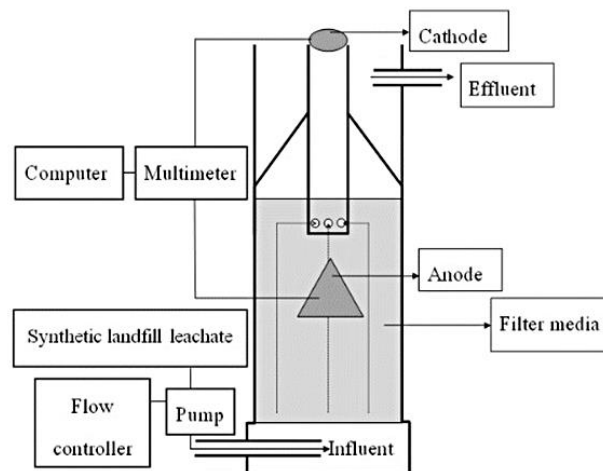 Cathode
Effluent
Computer
Multimeter
Anode
Filter media
Synthetic landfill leachate
Flow
controller
Pump
Influent